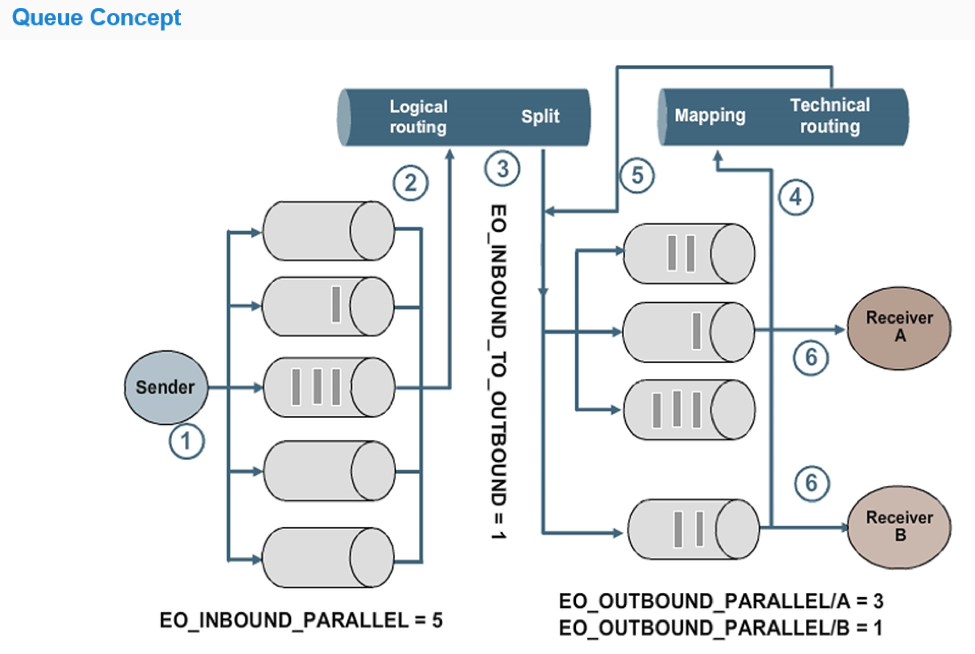 Queue Concept
Logical
routing
Split
Mapping
Technical
routing
2
3
5
4
EO_INBOUND_TO_OUTBOUND = 1
Sender
1
Receiver
A
6
6
Receiver
B
EO_INBOUND_PARALLEL = 5
EO_OUTBOUND_PARALLEL/A = 3
EO_OUTBOUND_PARALLEL/B = 1